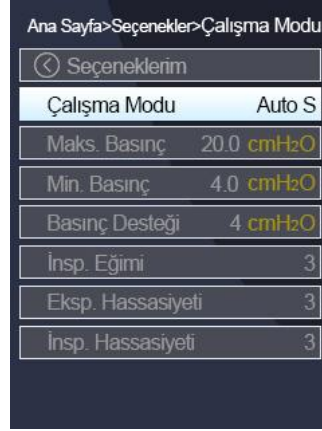 Ana Sayfa>Seçenekler>Çalışma Modu
Seçeneklerim
Çalışma Modu Auto S
Maks. Basınç 20.0 cmH2O
Min. Basınç 4.0 cmH2O
Basınç Desteği 4 cmH2O
İnsp. Eğimi 3
Eksp. Hassasiyeti 3
İnsp. Hassasiyeti 3